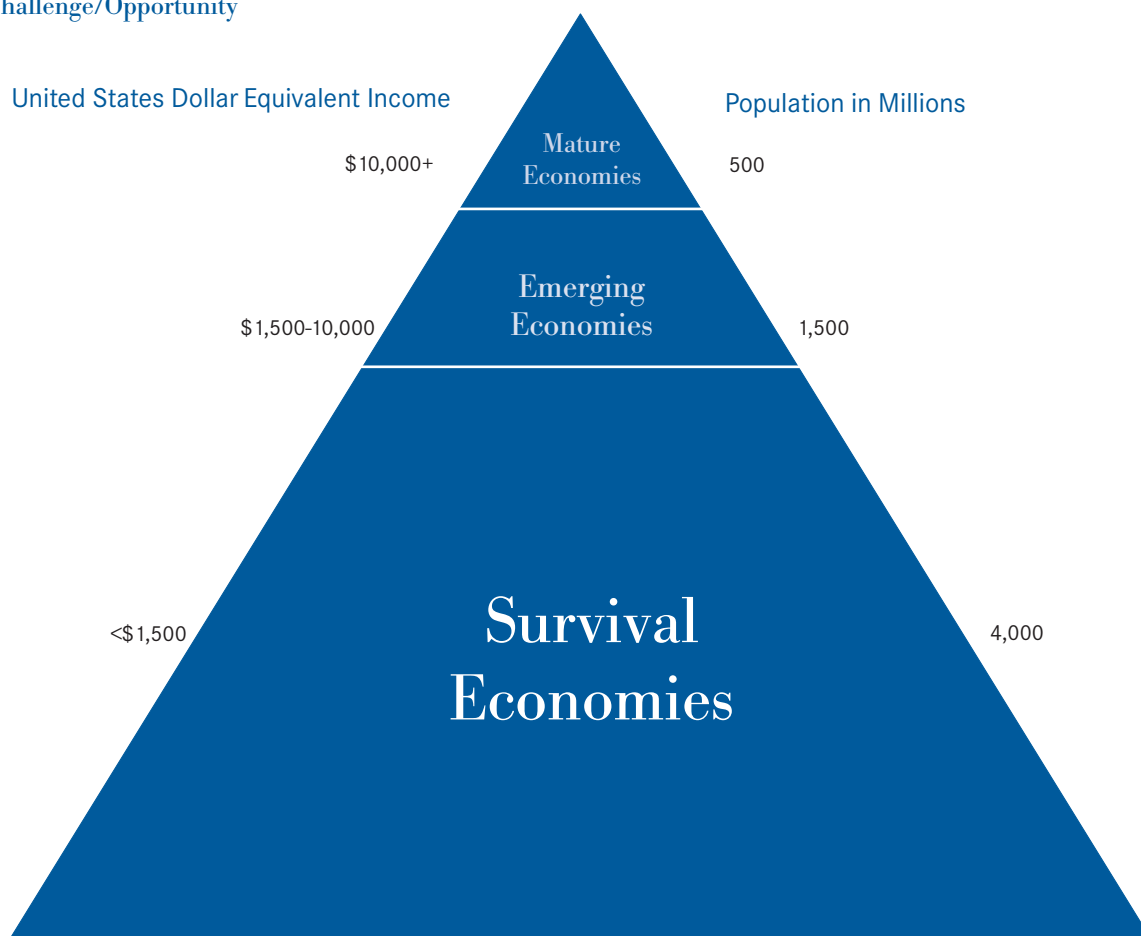 hallenge/Opportunity
United States Dollar Equivalent Income
Population in Millions
Mature
Economies
$10,000+
500
Emerging
Economies
$1,500-10,000
1,500
Survival
Economies
<$1,500
4,000